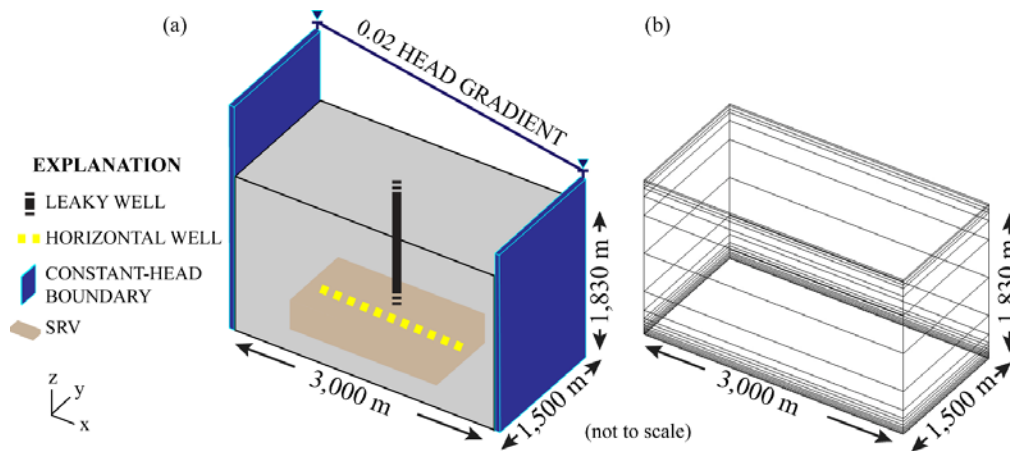 (a)
0.02 HEAD GRADIENT
EXPLANATION
LEAKY WELL
HORIZONTAL WELL
CONSTANT-HEAD
BOUNDARY
SRV
z
y
x
1,830 m
3,000 m
1,500 m
(not to scale)
(b)
1,830 m
3,000 m
1,500 m